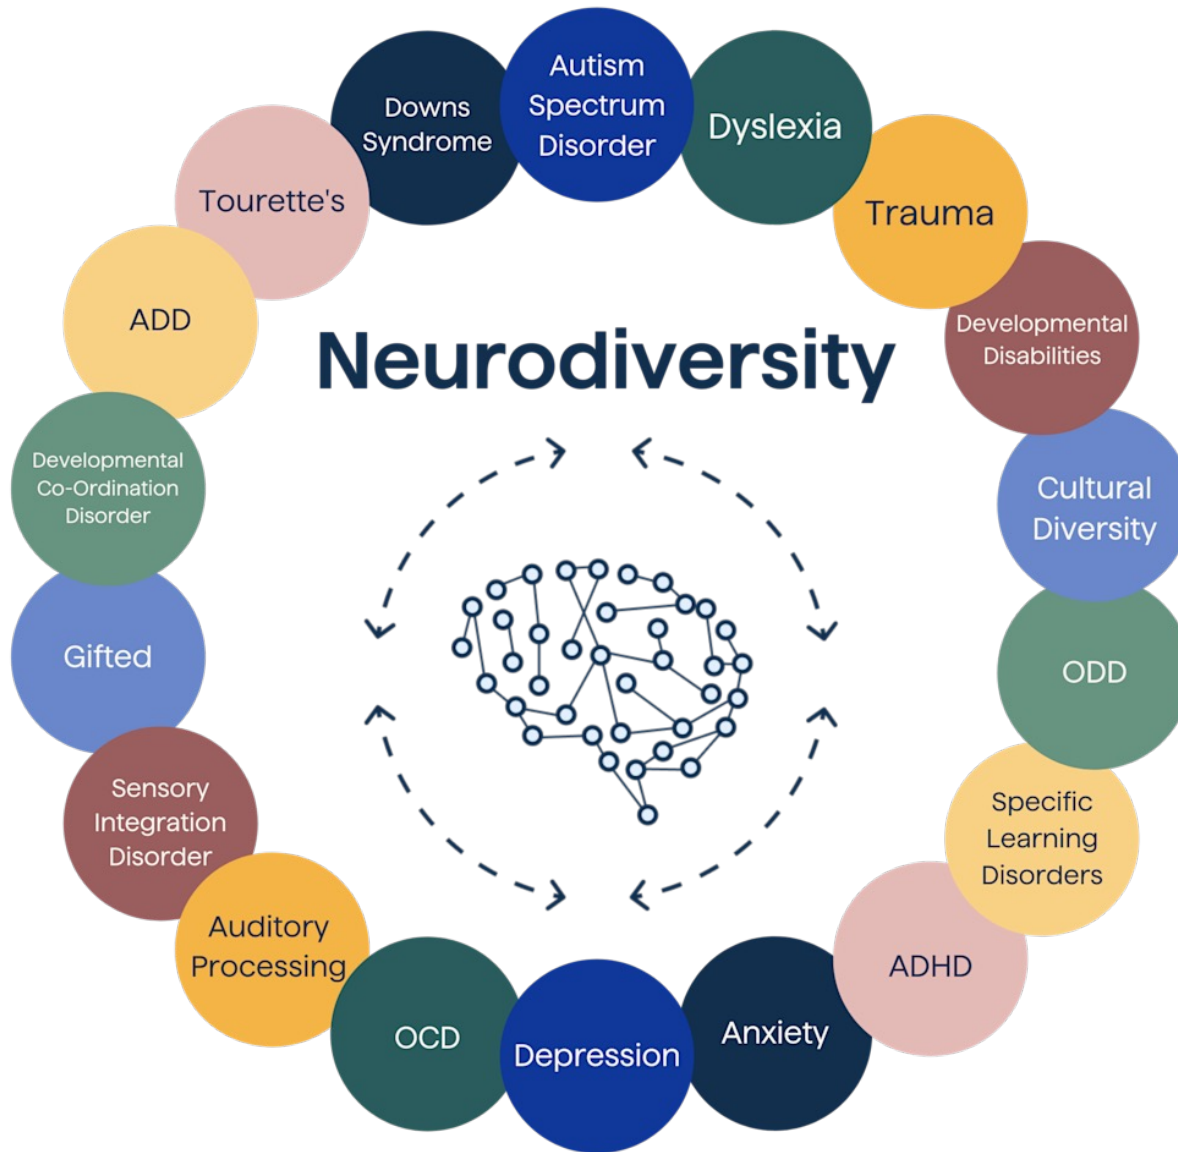 Neurodiversity
Autism
Spectrum
Disorder
Dyslexia
Trauma
Developmental
Disabilities
Cultural
Diversity
ODD
Specific
Learning
Disorders
ADHD
Anxiety
Depression
OCD
Auditory
Processing
Sensory
Integration
Disorder
Gifted
Developmental
Co-Ordination
Disorder
ADD
Tourette's
Downs
Syndrome